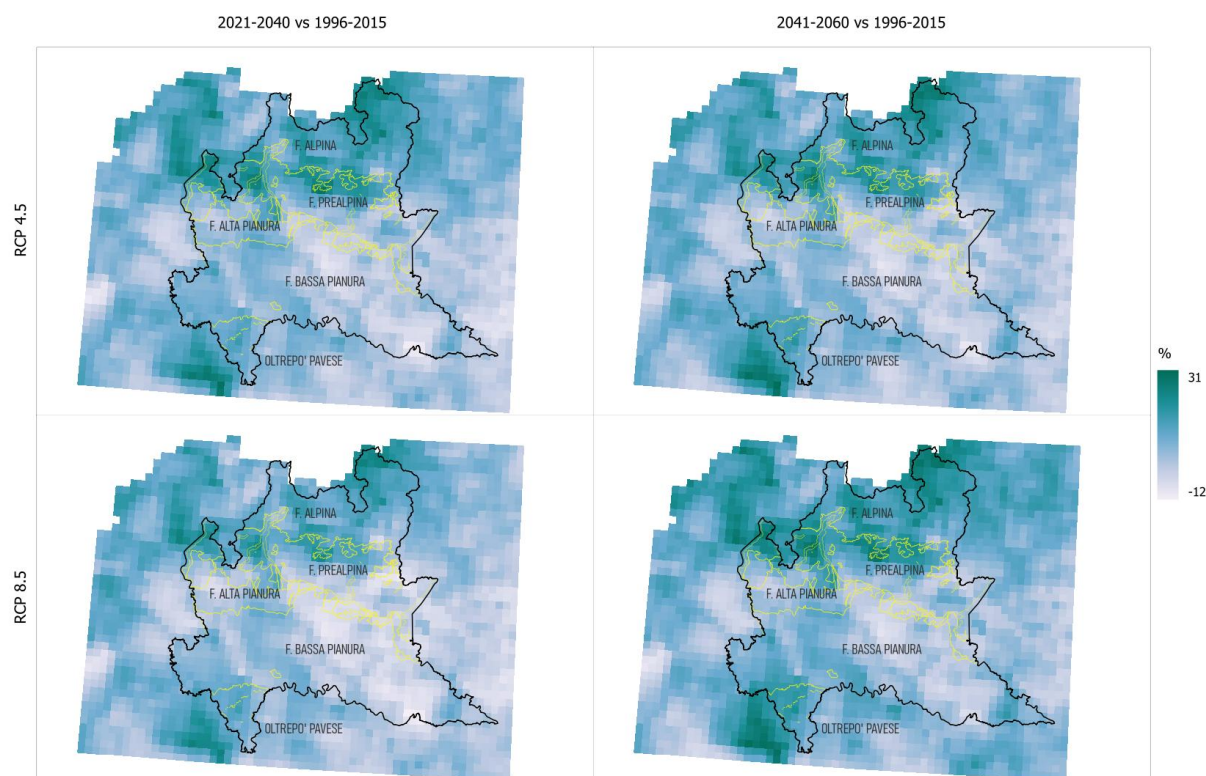 2021-2040 vs 1996-2015
2041-2060 vs 1996-2015
RCP 4.5
F. ALPINA
F. PREALPINA
F. ALTA PIANURA
F. BASSA PIANURA
OLTREPO' PAVESE
F. ALPINA
F. PREALPINA
F. ALTA PIANURA
F. BASSA PIANURA
OLTREPO' PAVESE
%
31
-12
RCP 8.5
F. ALPINA
F. PREALPINA
F. ALTA PIANURA
F. BASSA PIANURA
OLTREPO' PAVESE
F. ALPINA
F. PREALPINA
F. ALTA PIANURA
F. BASSA PIANURA
OLTREPO' PAVESE